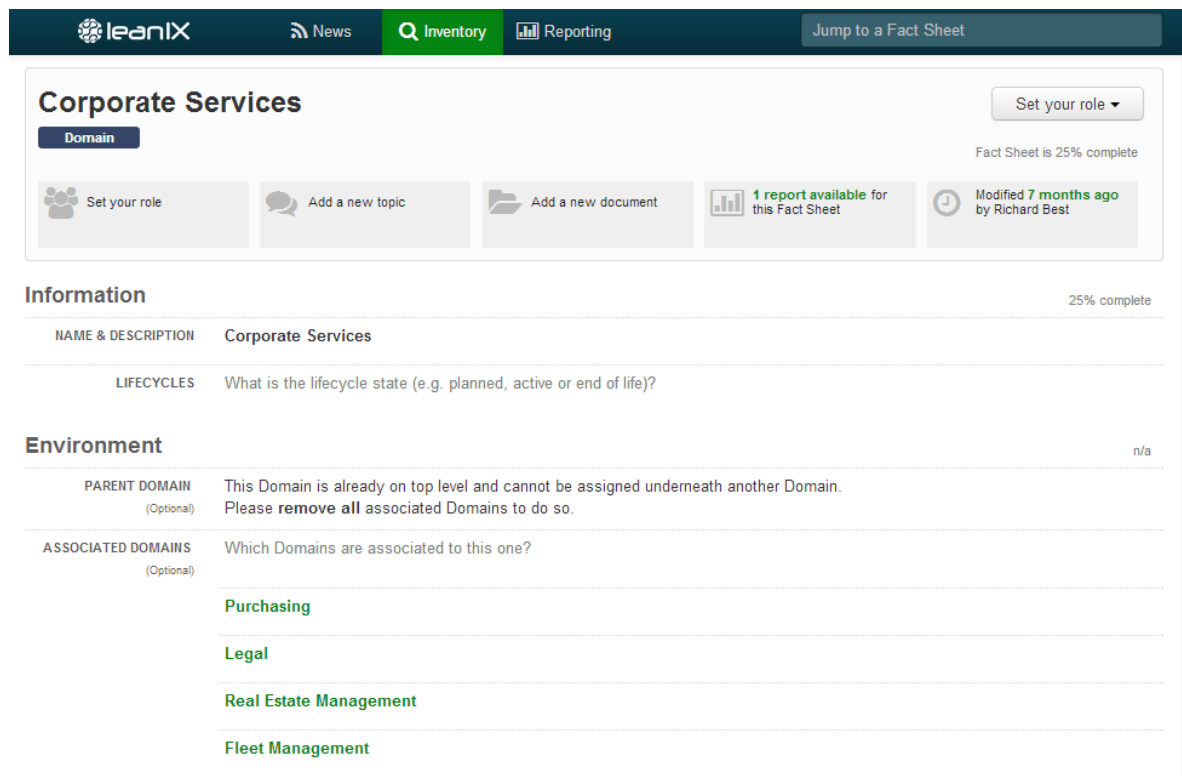 leanIX News Inventory Reporting Jump to a Fact Sheet
Corporate Services
Set your role
Domain
Fact Sheet is 25% complete
Set your role
Add a new topic
Add a new document
1 report available for
this Fact Sheet
Modified 7 months ago
by Richard Best
Information
25% complete
NAME & DESCRIPTION Corporate Services
LIFECYCLES What is the lifecycle state (e.g. planned, active or end of life)?
Environment
n/a
PARENT DOMAIN This Domain is already on top level and cannot be assigned underneath another Domain.
(Optional) Please remove all associated Domains to do so.
ASSOCIATED DOMAINS Which Domains are associated to this one?
(Optional)
Purchasing
Legal
Real Estate Management
Fleet Management